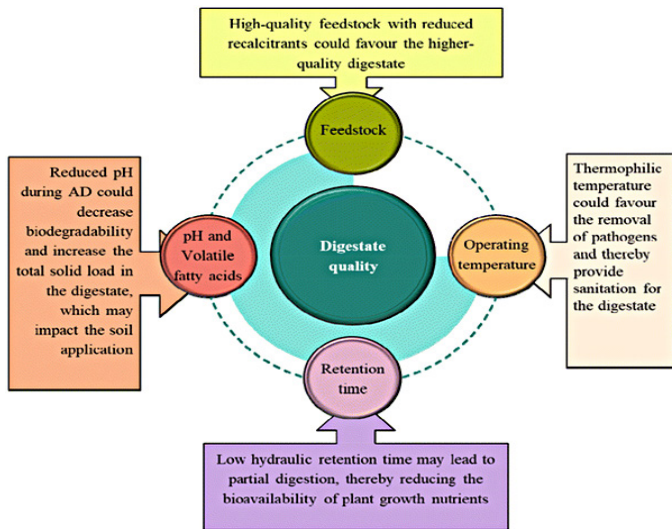 High-quality feedstock with reduced
recalcitrants could favour the higher-
quality digestate
Feedstock
Reduced pH
during AD could
decrease
biodegradability
and increase the
total solid load in
the digestate,
which may
impact the soil
application
pH and
Volatile
fatty acids
Digestate
quality
Operating
temperature
Thermophilic
temperature
could favour
the removal
of pathogens
and thereby
provide
sanitation for
the digestate
Retention
time
Low hydraulic retention time may lead to
partial digestion, thereby reducing the
bioavailability of plant growth nutrients